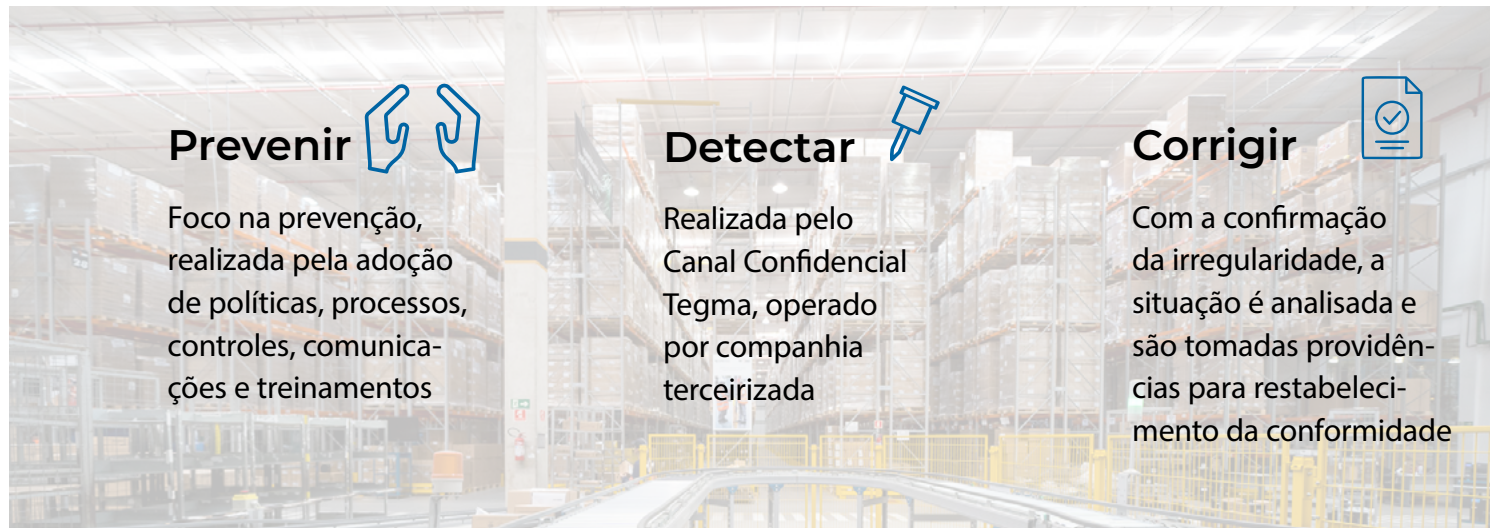 Prevenir
Foco na prevenção,
realizada pela adoção
de políticas, processos,
controles, comunica-
ções e treinamentos
Detectar
Realizada pelo
Canal Confidencial
Tegma, operado
por companhia
terceirizada
Corrigir
Com a confirmação
da irregularidade, a
situação é analisada e
são tomadas providên-
cias para restabeleci-
mento da conformidade